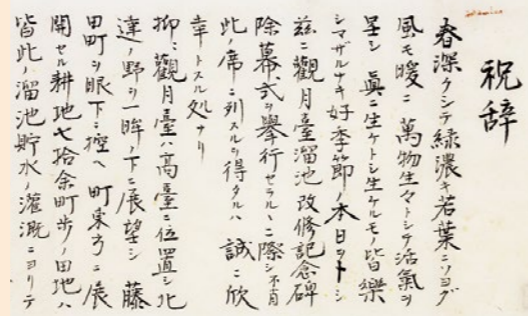 祝辞
春深クシテ緑濃キ若葉ニソヨグ
風モ暖ニ萬物生々トシテ活氣ヲ
呈シ眞ニ生ケトシ生ケルモノ皆樂
シマザルナキ好季節ノ本日ヲトシ
茲ニ觀月臺溜池改修記念碑
除幕式ヲ擧行セラルヽニ際シ不肖
此ノ席ニ列スルヲ得タルハ誠ニ欣
幸トスル処ナリ
抑〻觀月臺ハ高臺ニ位置シ北
達ノ野ヲ一眸ノ下ニ展望シ藤
田町ヲ眼下ニ控ヘ町東方ニ展
開セル耕地七拾余町歩ノ田地ハ
皆此ノ溜池貯水ノ灌漑ニヨリテ